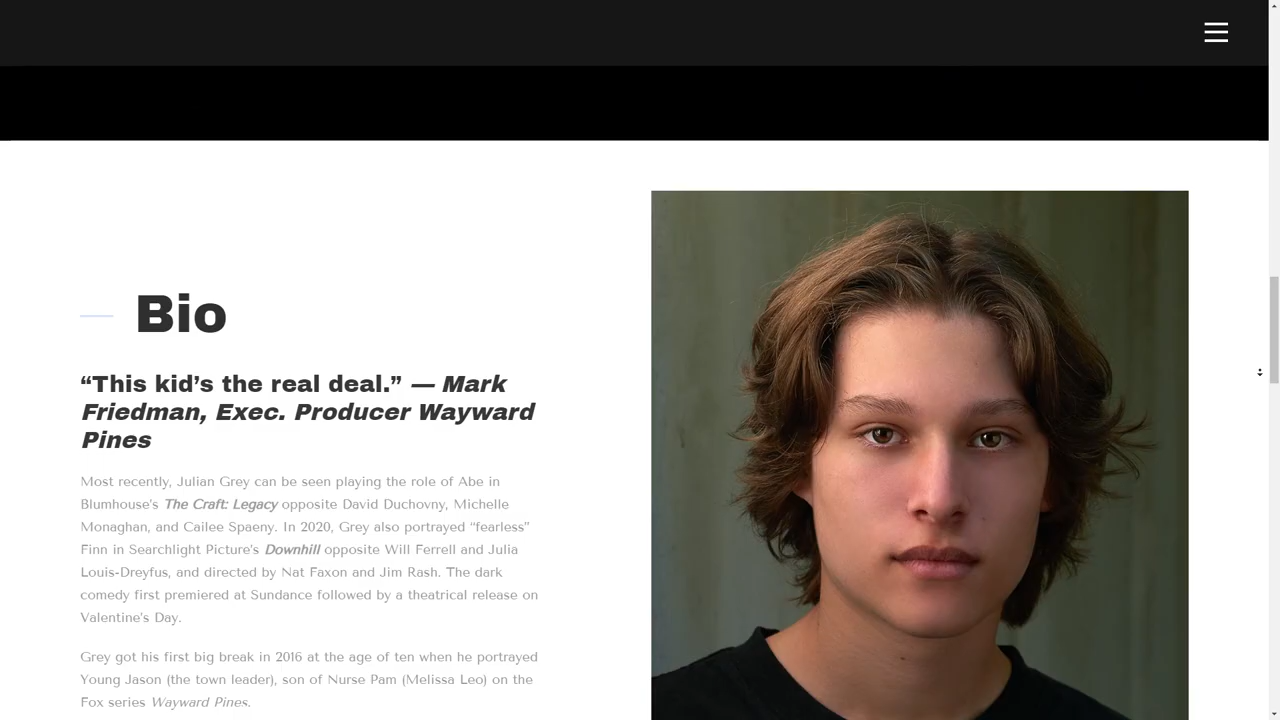 Bio
“This kid’s the real deal.” — Mark
Friedman, Exec. Producer Wayward
Pines
Most recently, Julian Grey can be seen playing the role of Abe in
Blumhouse’s The Craft: Legacy opposite David Duchovny, Michelle
Monaghan, and Cailee Spaeny. In 2020, Grey also portrayed “fearless”
Finn in Searchlight Picture’s Downhill opposite Will Ferrell and Julia
Louis-Dreyfus, and directed by Nat Faxon and Jim Rash. The dark
comedy first premiered at Sundance followed by a theatrical release on
Valentine’s Day.
Grey got his first big break in 2016 at the age of ten when he portrayed
Young Jason (the town leader), son of Nurse Pam (Melissa Leo) on the
Fox series Wayward Pines.